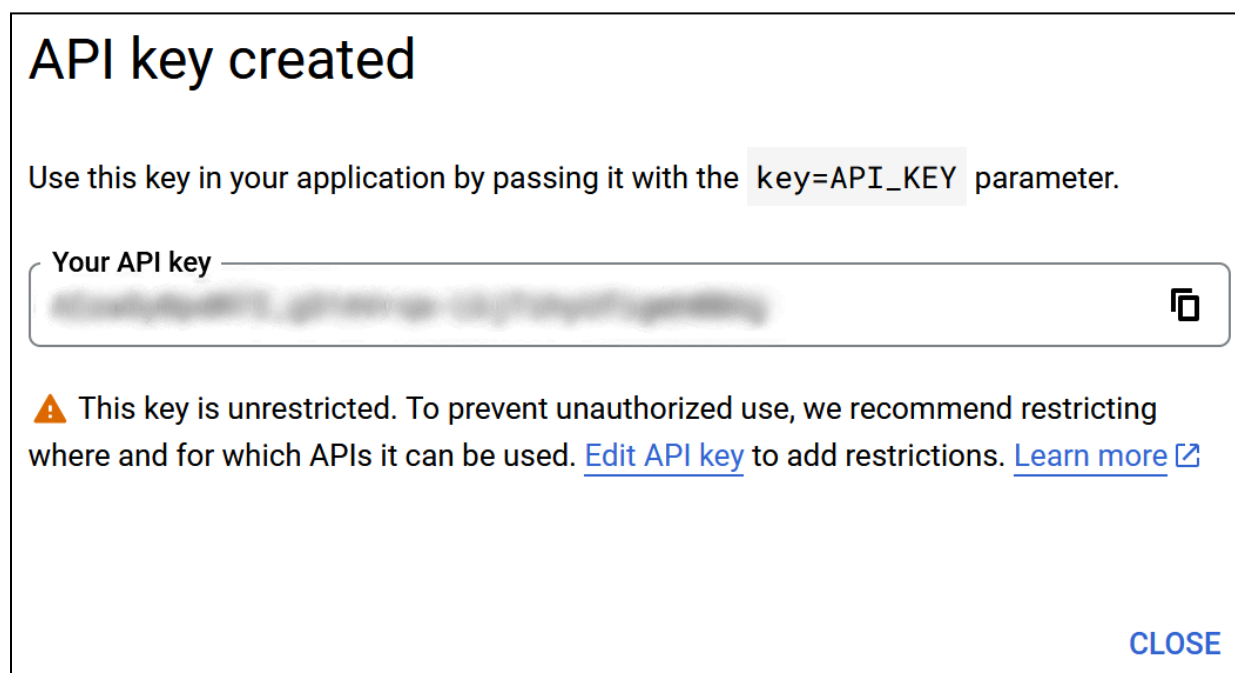 API key created
Use this key in your application by passing it with the key=API_KEY parameter.
Your API key
This key is unrestricted. To prevent unauthorized use, we recommend restricting
where and for which APIs it can be used. Edit API key to add restrictions. Learn more
CLOSE